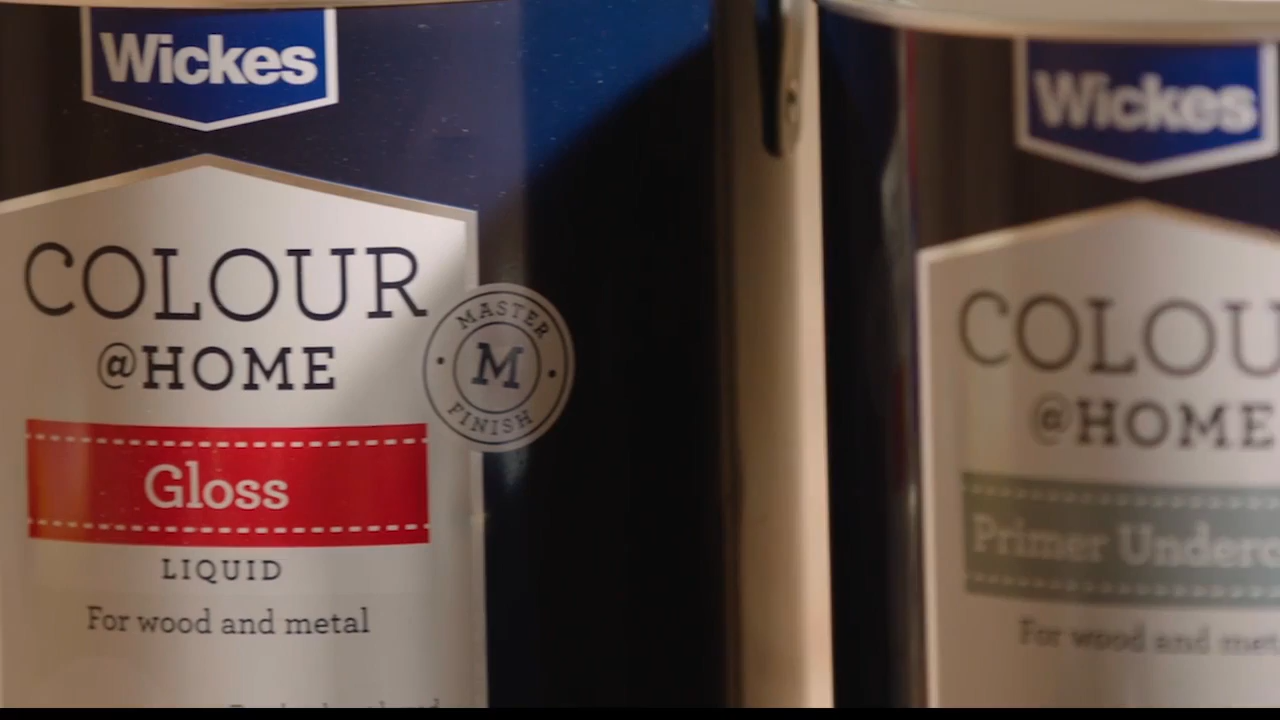 Wickes
COLOUR
@HOME
MASTER
M
FINISH
Gloss
LIQUID
For wood and metal
Wickes
COLOU
@HOME
Primer Underc
For wood and met